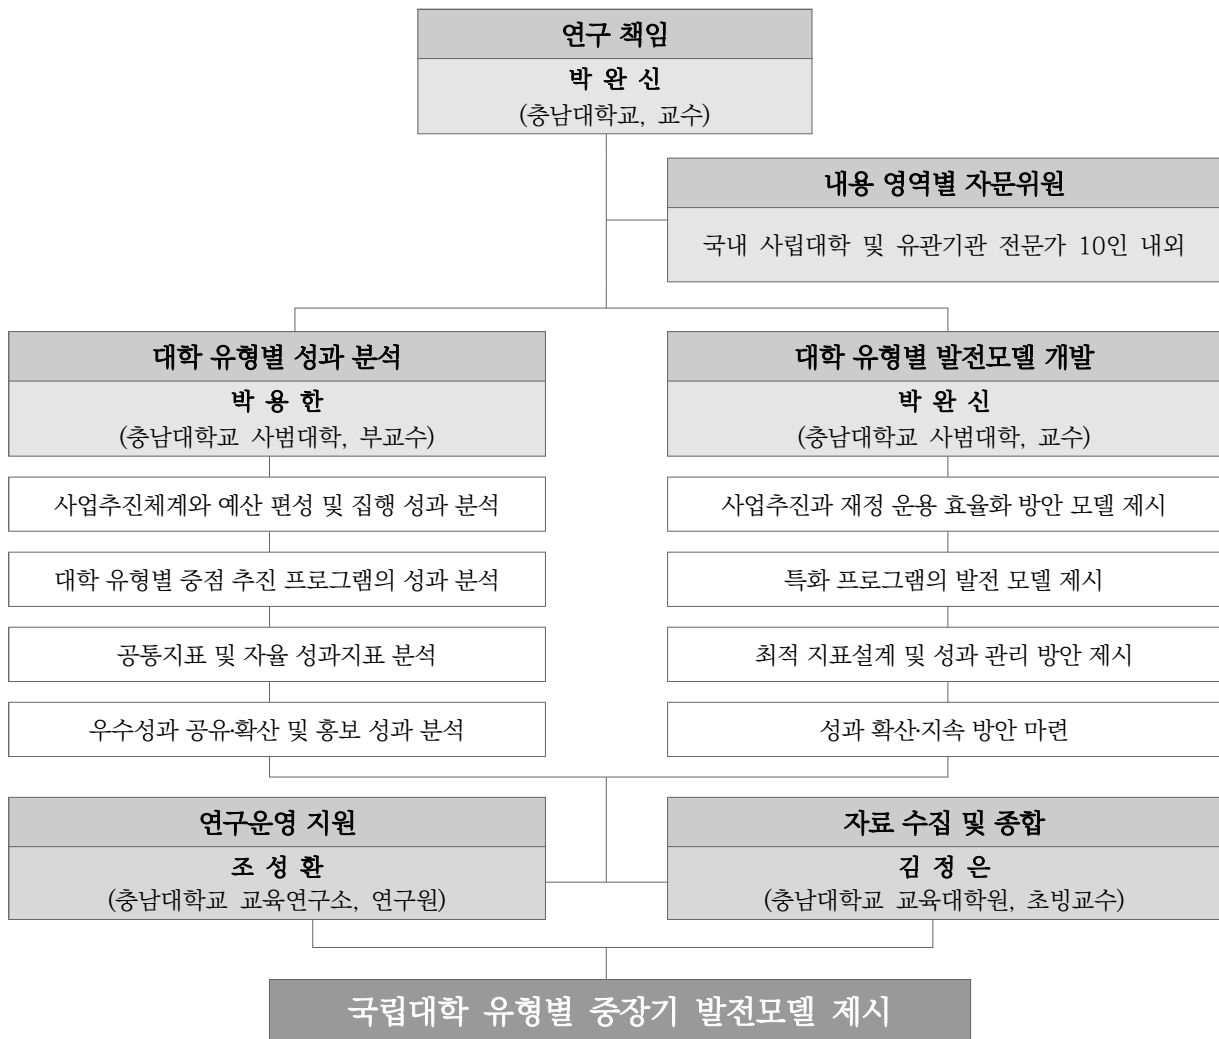 연구 책임
박 완 신
(충남대학교, 교수)
내용 영역별 자문위원
국내 사립대학 및 유관기관 전문가 10인 내외
대학 유형별 성과 분석
박 용 한
(충남대학교 사범대학, 부교수)
사업추진체계와 예산 편성 및 집행 성과 분석
대학 유형별 중점 추진 프로그램의 성과 분석
공통지표 및 자율 성과지표 분석
우수성과 공유·확산 및 홍보 성과 분석
대학 유형별 발전모델 개발
박 완 신
(충남대학교 사범대학, 교수)
사업추진과 재정 운용 효율화 방안 모델 제시
특화 프로그램의 발전 모델 제시
최적 지표설계 및 성과 관리 방안 제시
성과 확산·지속 방안 마련
연구운영 지원
조 성 환
(충남대학교 교육연구소, 연구원)
자료 수집 및 종합
김 정 은
(충남대학교 교육대학원, 초빙교수)
국립대학 유형별 중장기 발전모델 제시